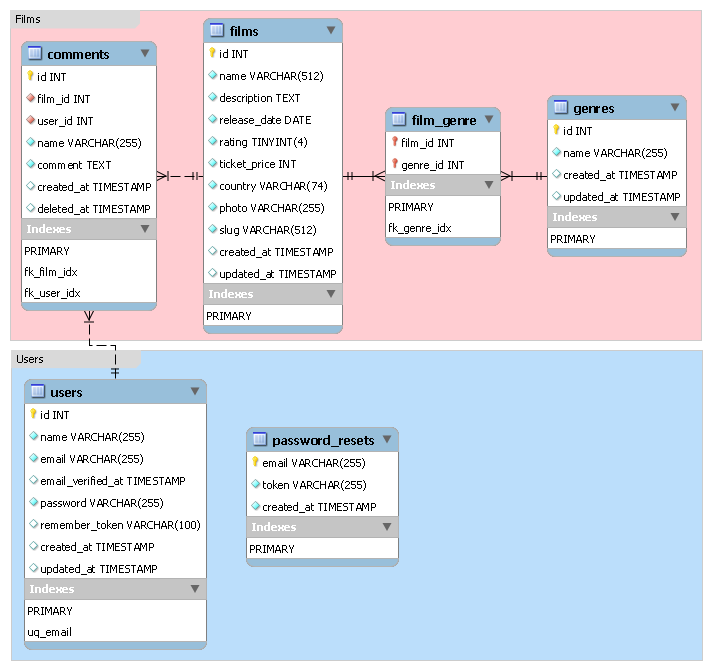 Films
comments
id INT
film_id INT
user_id INT
name VARCHAR(255)
comment TEXT
created_at TIMESTAMP
deleted_at TIMESTAMP
Indexes
PRIMARY
fk_film_idx
fk_user_idx
films
id INT
name VARCHAR(512)
description TEXT
release_date DATE
rating TINYINT(4)
ticket_price INT
country VARCHAR(74)
photo VARCHAR(255)
slug VARCHAR(512)
created_at TIMESTAMP
updated_at TIMESTAMP
Indexes
PRIMARY
film_genre
film_id INT
genre_id INT
Indexes
PRIMARY
fk_genre_idx
genres
id INT
name VARCHAR(255)
created_at TIMESTAMP
updated_at TIMESTAMP
Indexes
PRIMARY
Users
users
id INT
name VARCHAR(255)
email VARCHAR(255)
email_verified_at TIMESTAMP
password VARCHAR(255)
remember_token VARCHAR(100)
created_at TIMESTAMP
updated_at TIMESTAMP
Indexes
PRIMARY
uq_email
password_resets
email VARCHAR(255)
token VARCHAR(255)
created_at TIMESTAMP
Indexes
PRIMARY